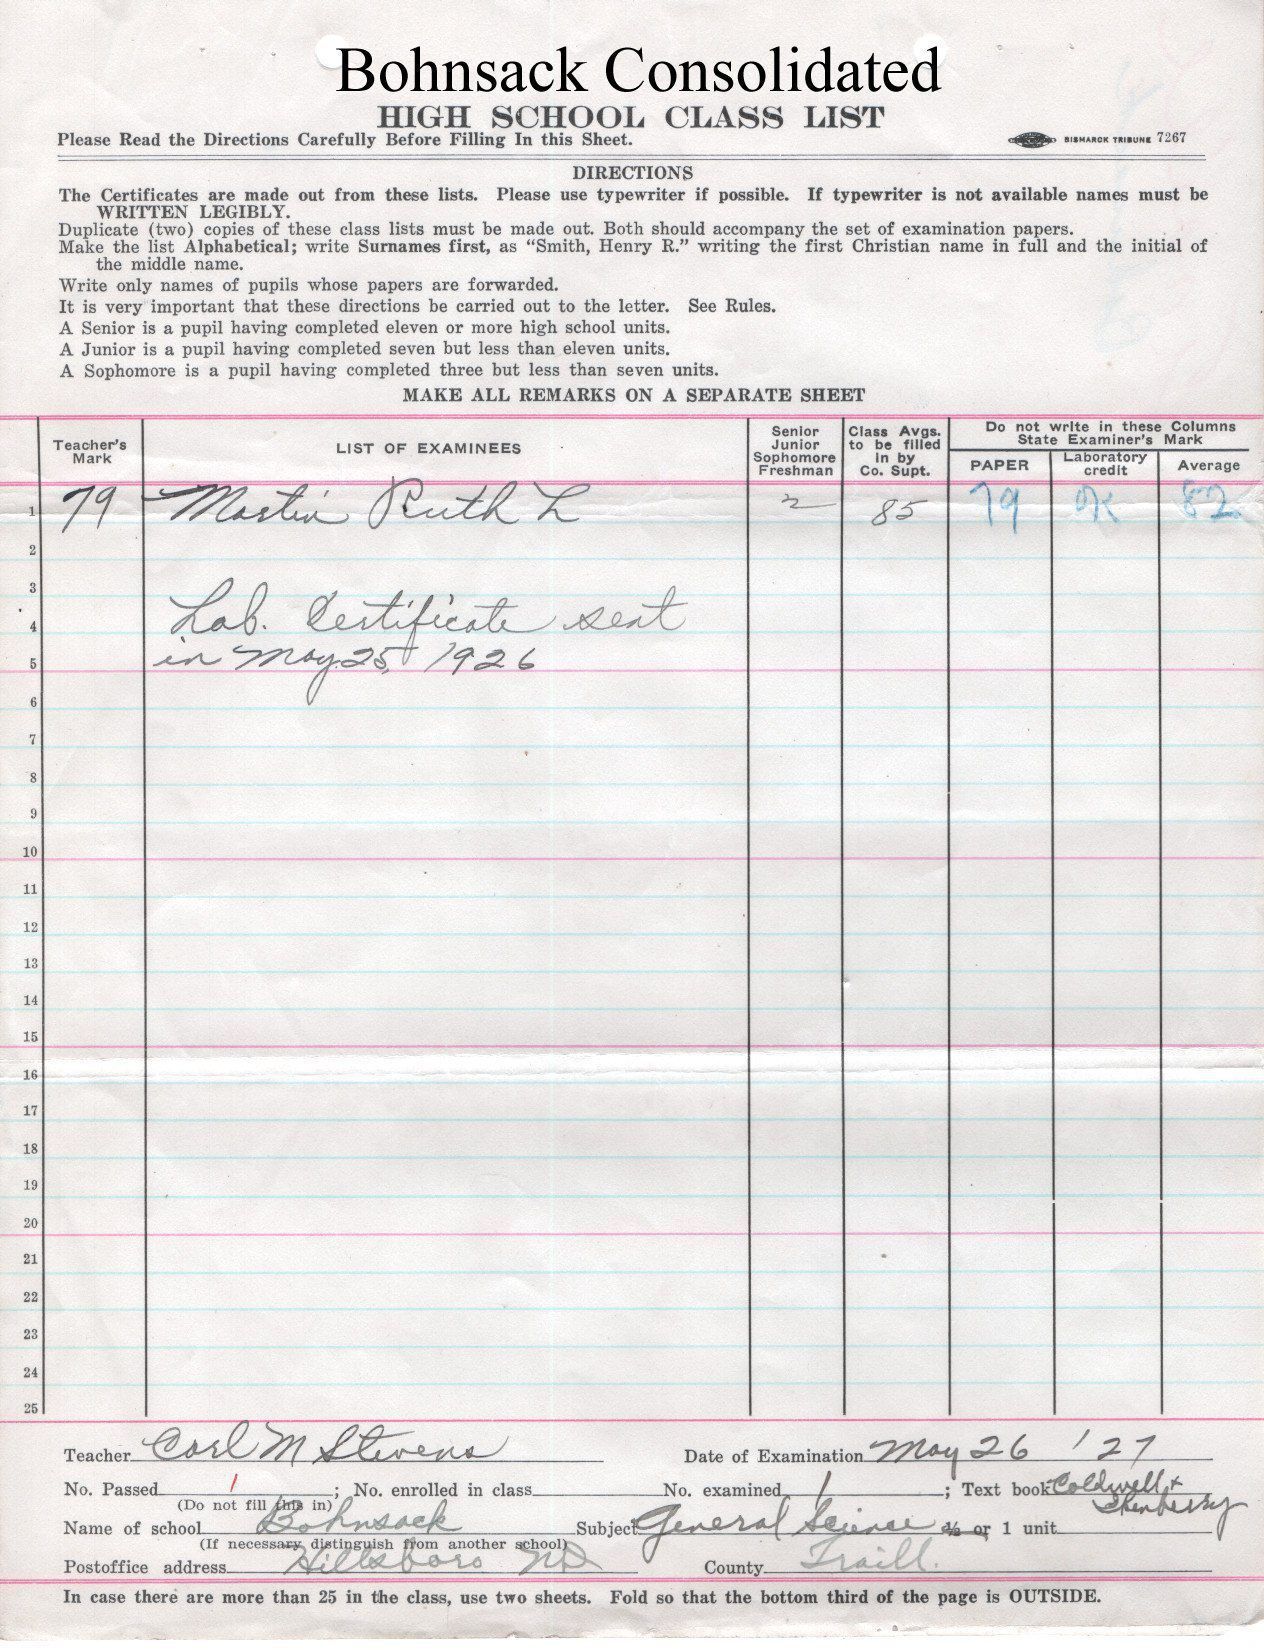 Bohnsack Consolidated
HIGH SCHOOL CLASS LIST
Please Read the Directions Carefully Before Filling In this Sheet.
BISMARCK TRIBUNE 7267
DIRECTIONS
The Certificates are made out from these lists. Please use typewriter if possible. If typewriter is not available names must be
WRITTEN LEGIBLY.
Duplicate (two) copies of these class lists must be made out. Both should accompany the set of examination papers.
Make the list Alphabetical; write Surnames first, as "Smith, Henry R." writing the first Christian name in full and the initial of
the middle name.
Write only names of pupils whose papers are forwarded.
It is very important that these directions be carried out to the letter. See Rules.
A Senior is a pupil having completed eleven or more high school units.
A Junior is a pupil having completed seven but less than eleven units.
A Sophomore is a pupil having completed three but less than seven units.
MAKE ALL REMARKS ON A SEPARATE SHEET
Teacher's Mark
LIST OF EXAMINEES
Senior Junior Sophomore Freshman
Class Avgs. to be filled in by Co. Supt.
Do not write in these Columns
State Examiner's Mark
PAPER
Laboratory credit
Average
1 79 Martin Ruth L 2 85 79 OK 82
2
3
4 Lab. Certificate sent
5 in May 25, 1926
6
7
8
9
10
11
12
13
14
15
16
17
18
19
20
21
22
23
24
25
Teacher Carl M Stevens Date of Examination May 26 '27
No. Passed 1; No. enrolled in class; No. examined 1; Text book Caldwell +
(Do not fill this in)
Name of school Bohnsack Subject General Science ½ or 1 unit
(If necessary distinguish from another school)
Postoffice address Hillsboro ND County Traill.
In case there are more than 25 in the class, use two sheets. Fold so that the bottom third of the page is OUTSIDE.